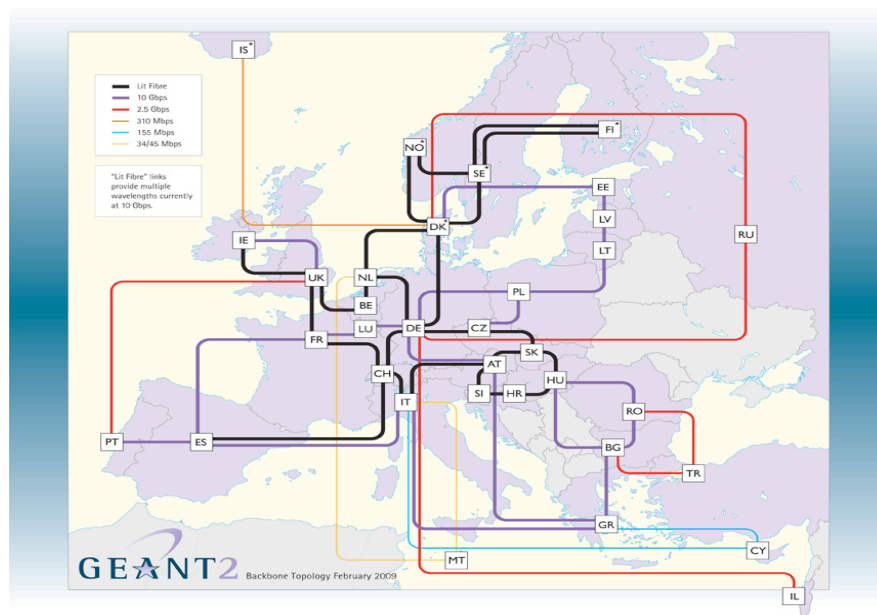 IS*
Lit Fibre
10 Gbps
2.5 Gbps
310 Mbps
155 Mbps
34/45 Mbps
"Lit Fibre" links
provide multiple
wavelengths currently
at 10 Gbps.
FI*
NO*
SE*
EE
LV
DK*
RU
IE
LT
UK
NL
PL
BE
LU
DE
CZ
FR
SK
AT
CH
HU
SI
HR
IT
RO
PT
ES
BG
TR
GR
CY
MT
GEANT2
Backbone Topology February 2009
IL